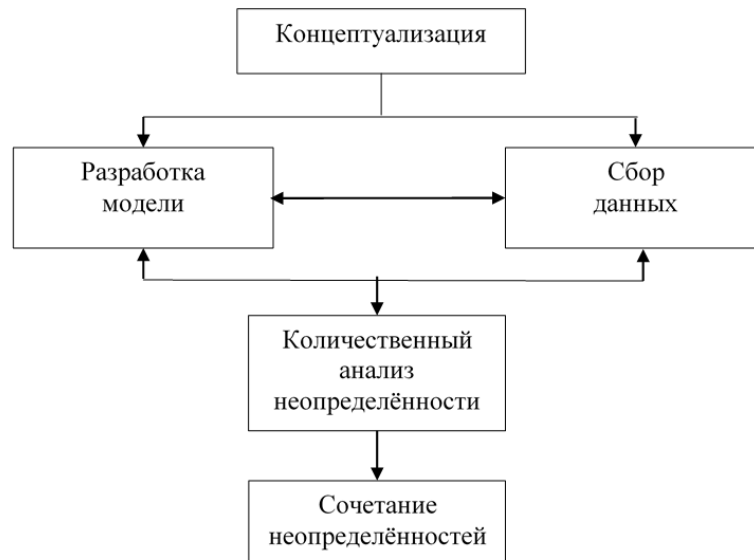 Концептуализация
Разработка
модели
Сбор
данных
Количественный
анализ
неопределённости
Сочетание
неопределённостей